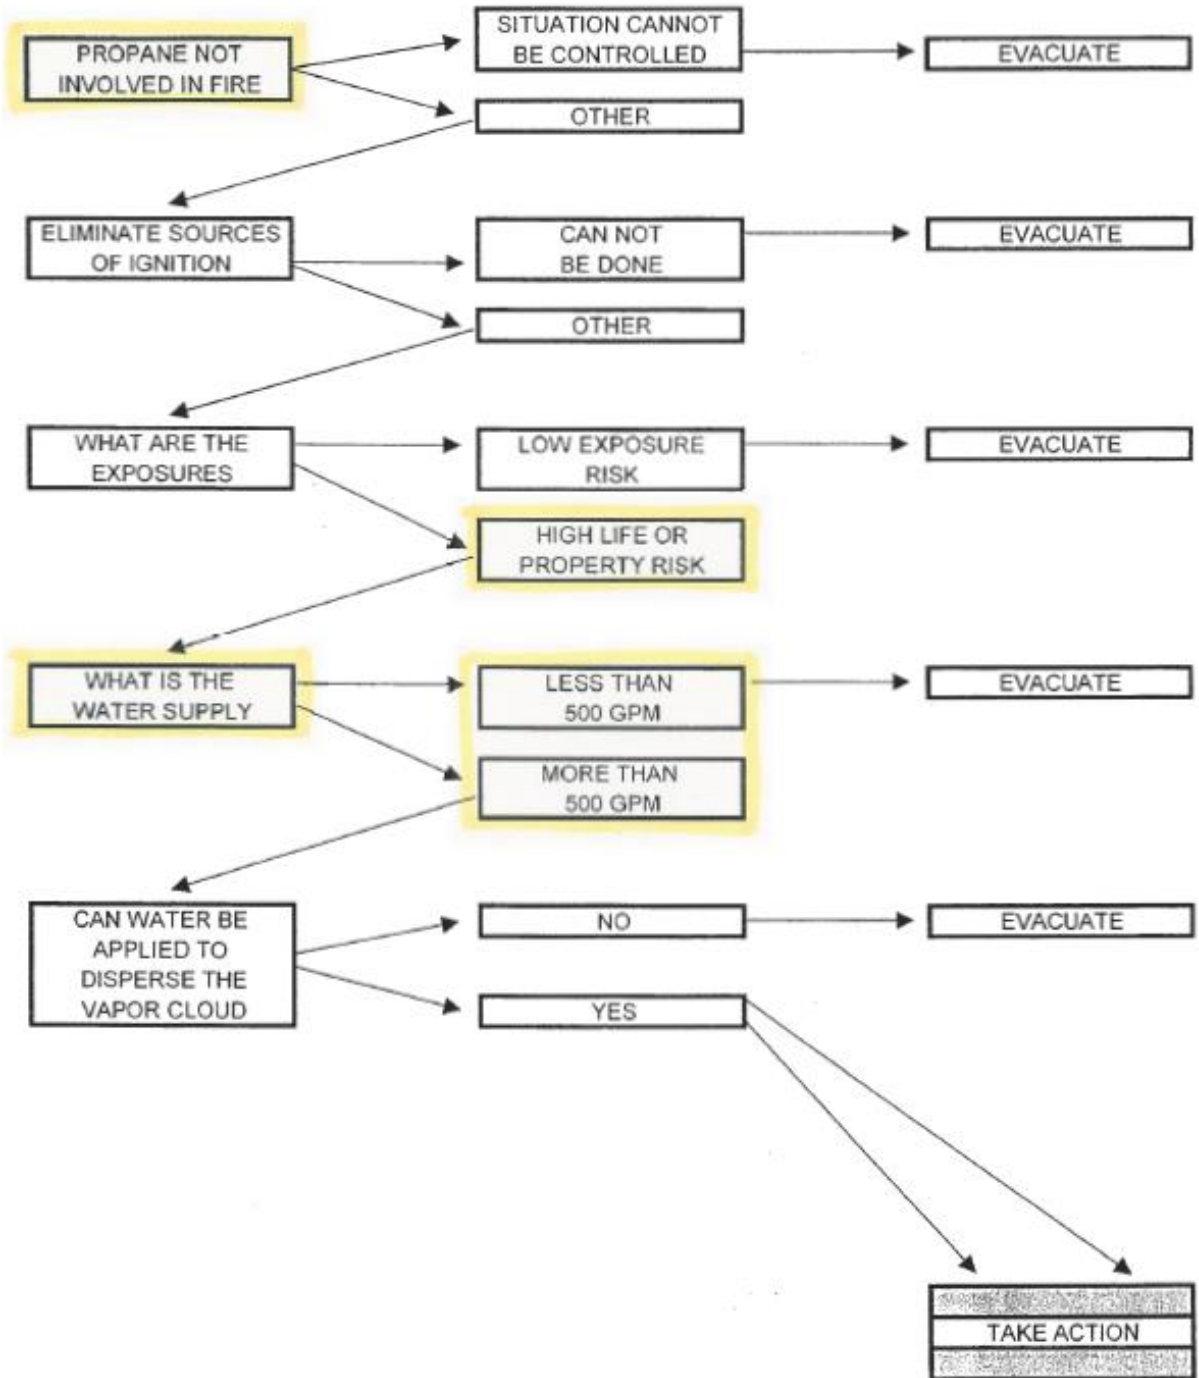 PROPANE NOT
INVOLVED IN FIRE
SITUATION CANNOT
BE CONTROLLED
EVACUATE
OTHER
ELIMINATE SOURCES
OF IGNITION
CAN NOT
BE DONE
EVACUATE
OTHER
WHAT ARE THE
EXPOSURES
LOW EXPOSURE
RISK
EVACUATE
HIGH LIFE OR
PROPERTY RISK
WHAT IS THE
WATER SUPPLY
LESS THAN
500 GPM
EVACUATE
MORE THAN
500 GPM
CAN WATER BE
APPLIED TO
DISPERSE THE
VAPOR CLOUD
NO
EVACUATE
YES
TAKE ACTION